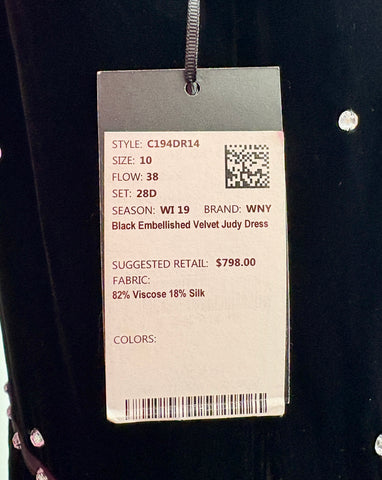 STYLE: C194DR14
SIZE: 10
FLOW: 38
SET: 28D
SEASON: WI 19 BRAND: WNY
Black Embellished Velvet Judy Dress
SUGGESTED RETAIL: $798.00
FABRIC:
82% Viscose 18% Silk
COLORS: